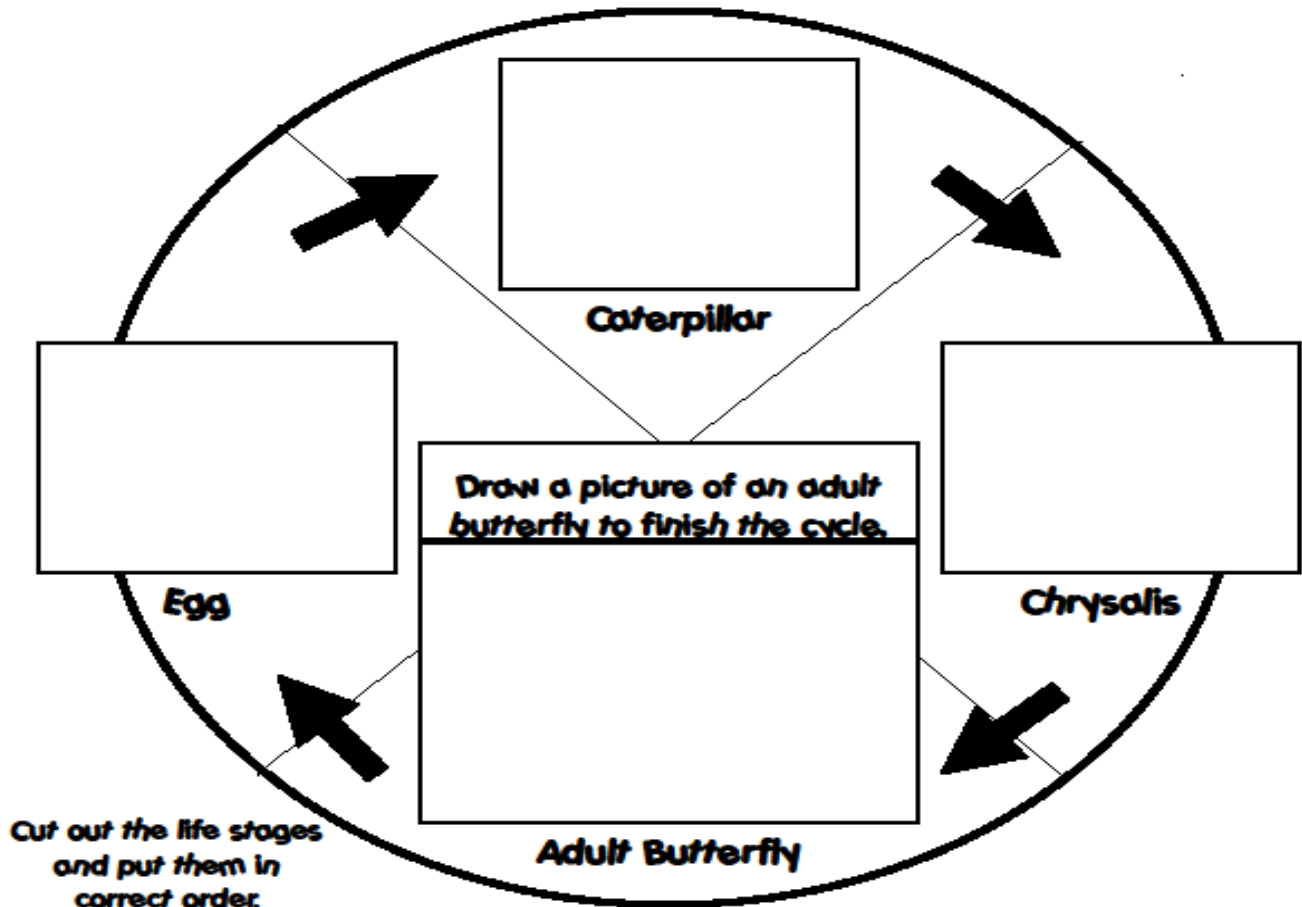 Caterpillar
Draw a picture of an adult
butterfly to finish the cycle.
Egg
Chrysalis
Cut out the life stages
and put them in
correct order.
Adult Butterfly